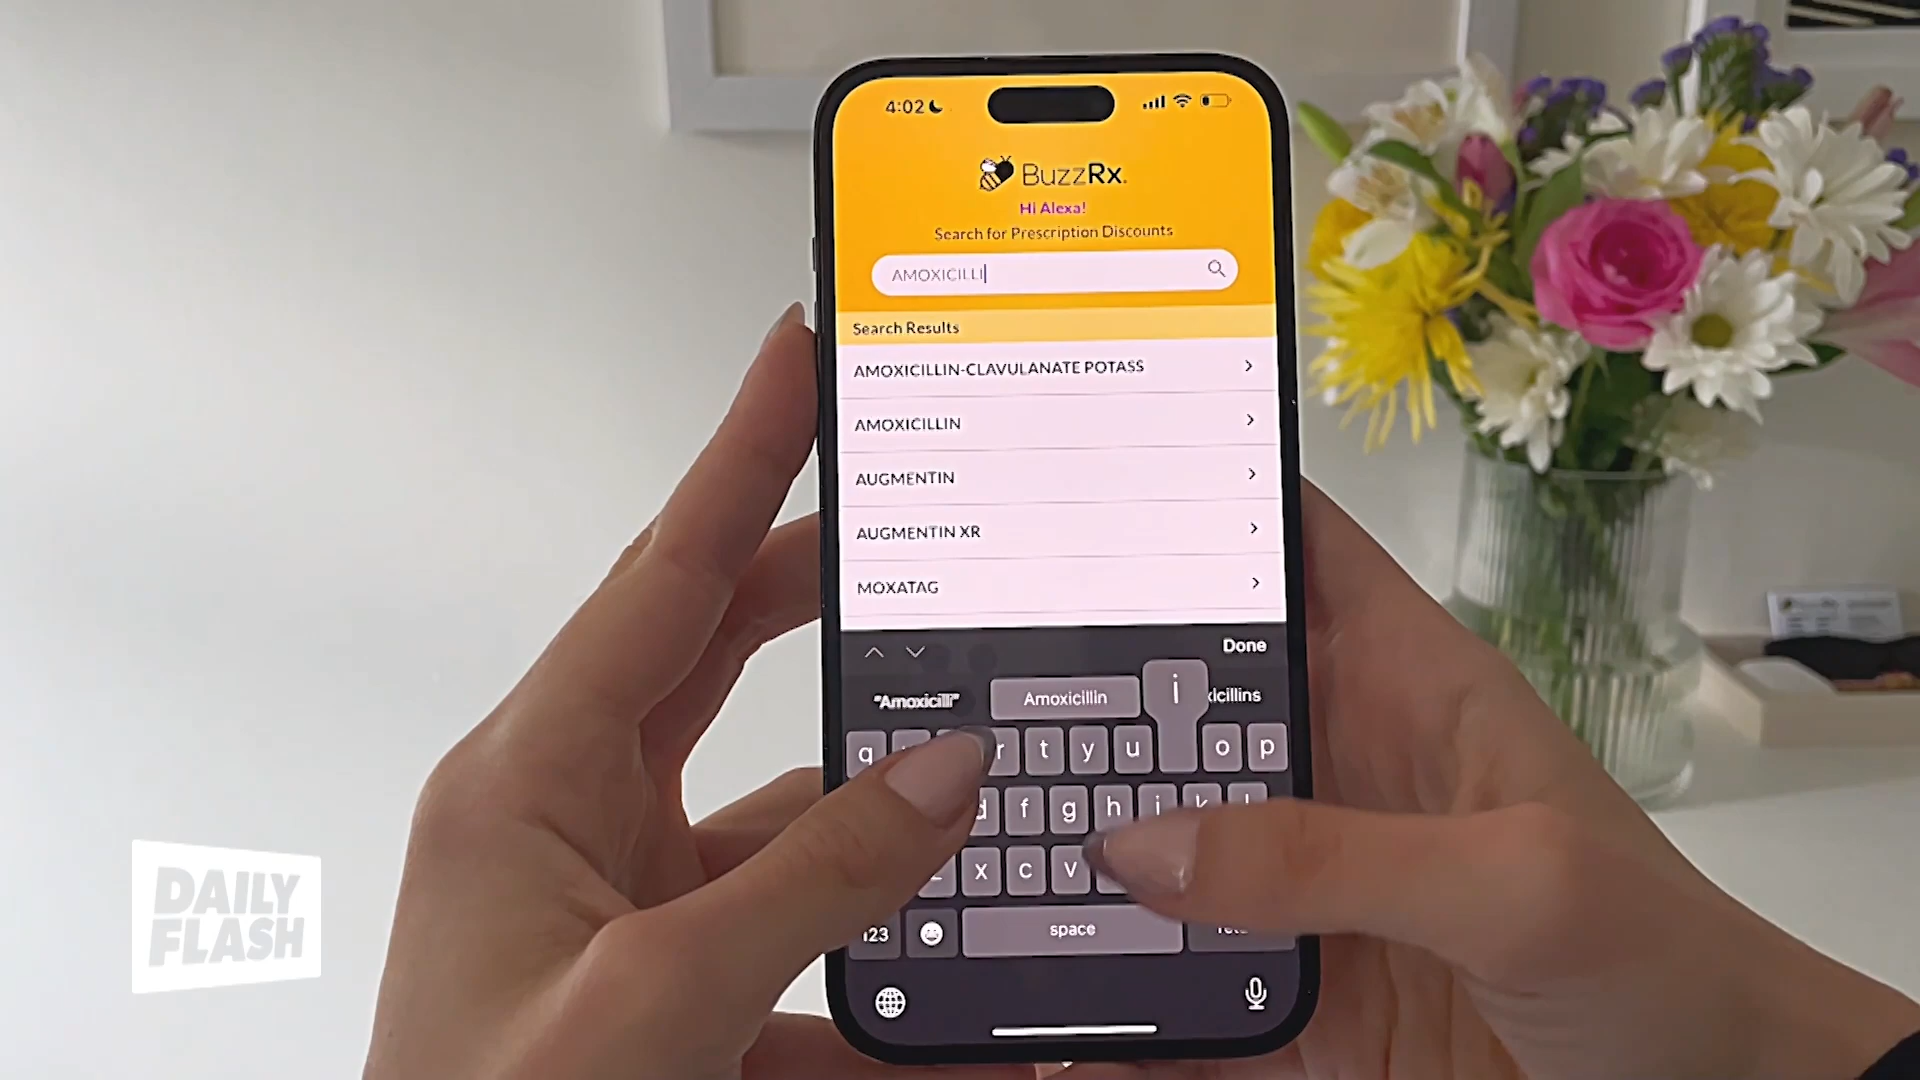 4:02
BuzzRx.
Hi Alexa!
Search for Prescription Discounts
AMOXICILLI
Search Results
AMOXICILLIN-CLAVULANATE POTASS
AMOXICILLIN
AUGMENTIN
AUGMENTIN XR
MOXATAG
Done
"Amoxicilli" Amoxicillin i xicillins
q r t y u o p
d f g h j k l
z x c v
123 space
DAILY
FLASH